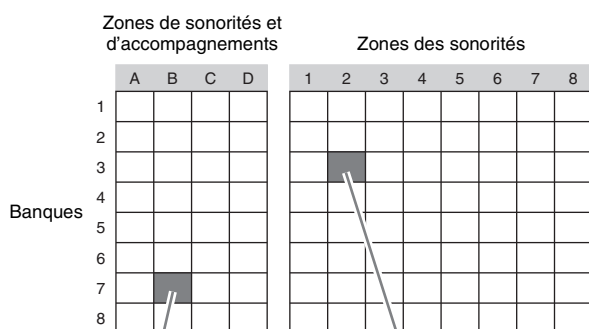 Zones de sonorités et
d'accompagnements
Zones des sonorités
A B C D 1 2 3 4 5 6 7 8
1
2
3
4
Banques
5
6
7
8